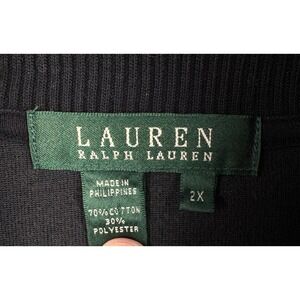 LAUREN
RALPH LAUREN
MADE IN
PHILIPPINES
2X
70% COTTON
30%
POLYESTER